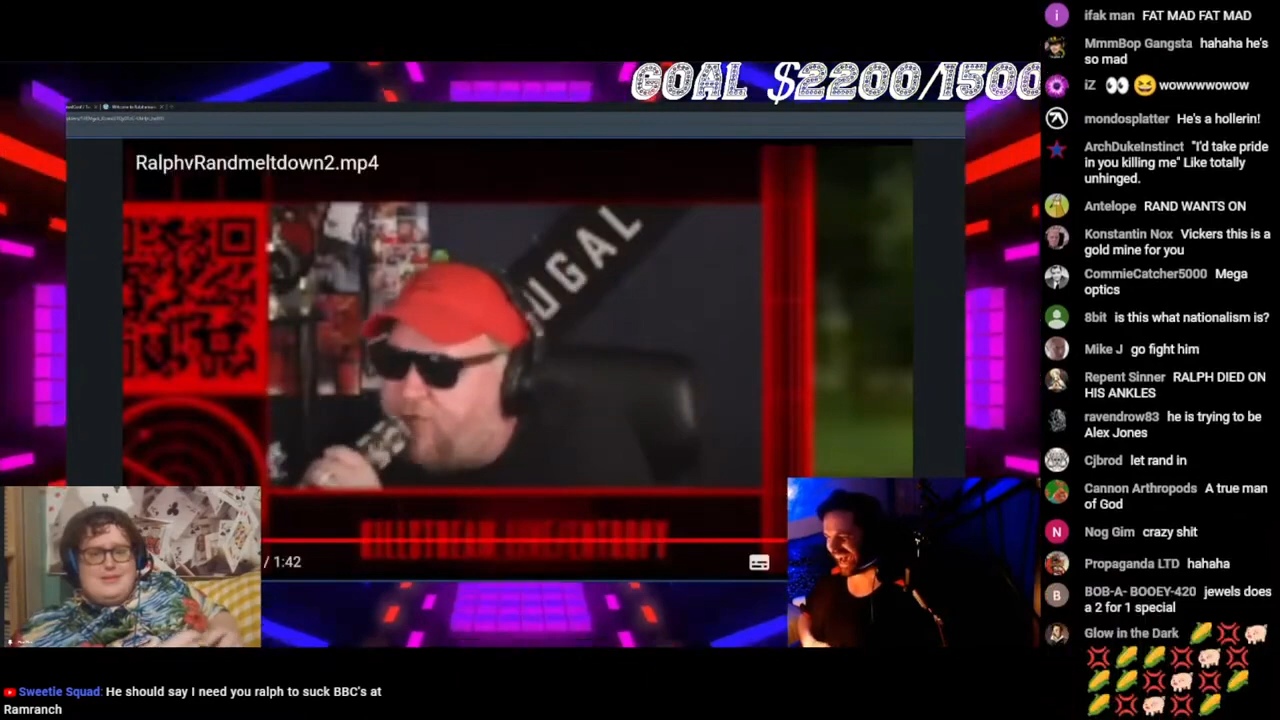 GOAL $2200/1500
RalphvRandmeltdown2.mp4
UGAL
/ 1:42
ifak man FAT MAD FAT MAD
MmmBop Gangsta hahaha he's
so mad
iZ 👀 😆 wowwwwowow
mondosplatter He's a hollerin!
ArchDukeInstinct "I'd take pride
in you killing me" Like totally
unhinged.
Antelope RAND WANTS ON
Konstantin Nox Vickers this is a
gold mine for you
CommieCatcher5000 Mega
optics
8bit is this what nationalism is?
Mike J go fight him
Repent Sinner RALPH DIED ON
HIS ANKLES
ravendrow83 he is trying to be
Alex Jones
Cjbrod let rand in
Cannon Arthropods A true man
of God
Nog Gim crazy shit
Propaganda LTD hahaha
BOB-A- BOOEY-420 jewels does
a 2 for 1 special
Glow in the Dark
Sweetie Squad: He should say I need you ralph to suck BBC's at
Ramranch